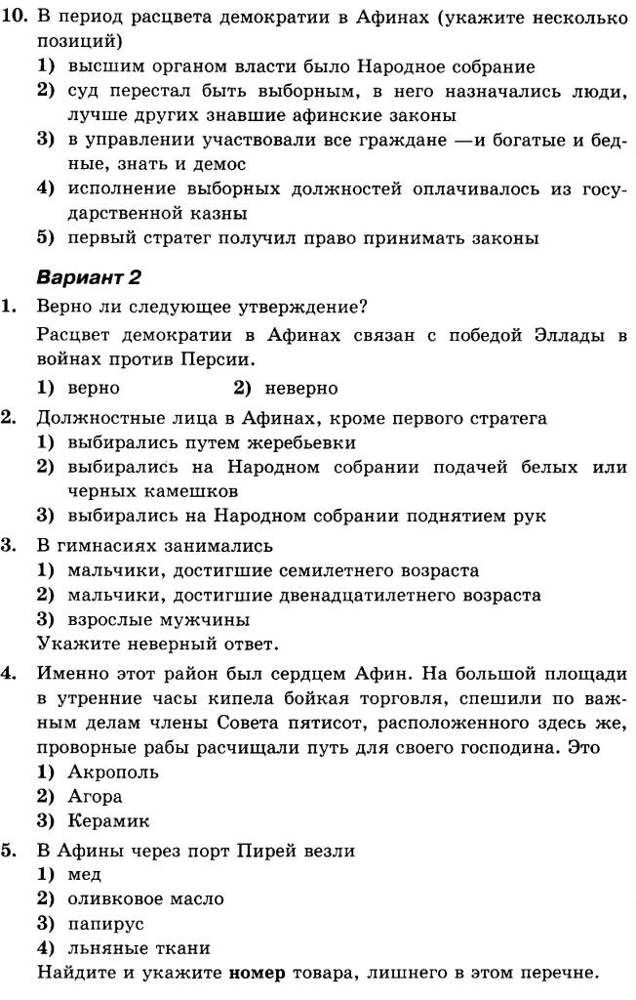 10. В период расцвета демократии в Афинах (укажите несколько
позиций)
1) высшим органом власти было Народное собрание
2) суд перестал быть выборным, в него назначались люди,
лучше других знавшие афинские законы
3) в управлении участвовали все граждане —и богатые и бед-
ные, знать и демос
4) исполнение выборных должностей оплачивалось из госу-
дарственной казны
5) первый стратег получил право принимать законы
Вариант 2
1. Верно ли следующее утверждение?
Расцвет демократии в Афинах связан с победой Эллады в
войнах против Персии.
1) верно 2) неверно
2. Должностные лица в Афинах, кроме первого стратега
1) выбирались путем жеребьевки
2) выбирались на Народном собрании подачей белых или
черных камешков
3) выбирались на Народном собрании поднятием рук
3. В гимнасиях занимались
1) мальчики, достигшие семилетнего возраста
2) мальчики, достигшие двенадцатилетнего возраста
3) взрослые мужчины
Укажите неверный ответ.
4. Именно этот район был сердцем Афин. На большой площади
в утренние часы кипела бойкая торговля, спешили по важ-
ным делам члены Совета пятисот, расположенного здесь же,
проворные рабы расчищали путь для своего господина. Это
1) Акрополь
2) Агора
3) Керамик
5. В Афины через порт Пирей везли
1) мед
2) оливковое масло
3) папирус
4) льняные ткани
Найдите и укажите номер товара, лишнего в этом перечне.